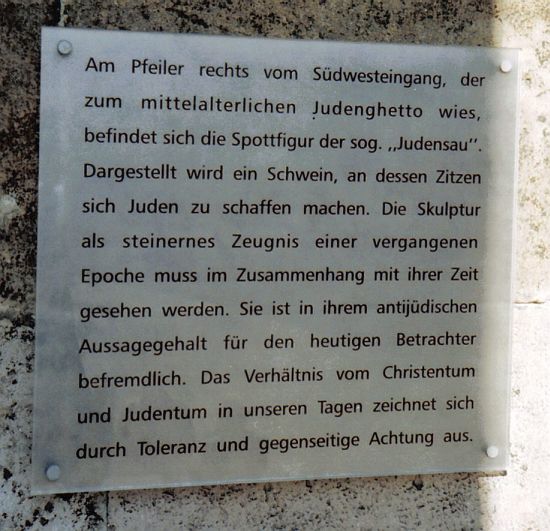 Am Pfeiler rechts vom Südwesteingang, der
zum mittelalterlichen Judenghetto wies,
befindet sich die Spottfigur der sog. „Judensau".
Dargestellt wird ein Schwein, an dessen Zitzen
sich Juden zu schaffen machen. Die Skulptur
als steinernes Zeugnis einer vergangenen
Epoche muss im Zusammenhang mit ihrer Zeit
gesehen werden. Sie ist in ihrem antijüdischen
Aussagegehalt für den heutigen Betrachter
befremdlich. Das Verhältnis vom Christentum
und Judentum in unseren Tagen zeichnet sich
durch Toleranz und gegenseitige Achtung aus.